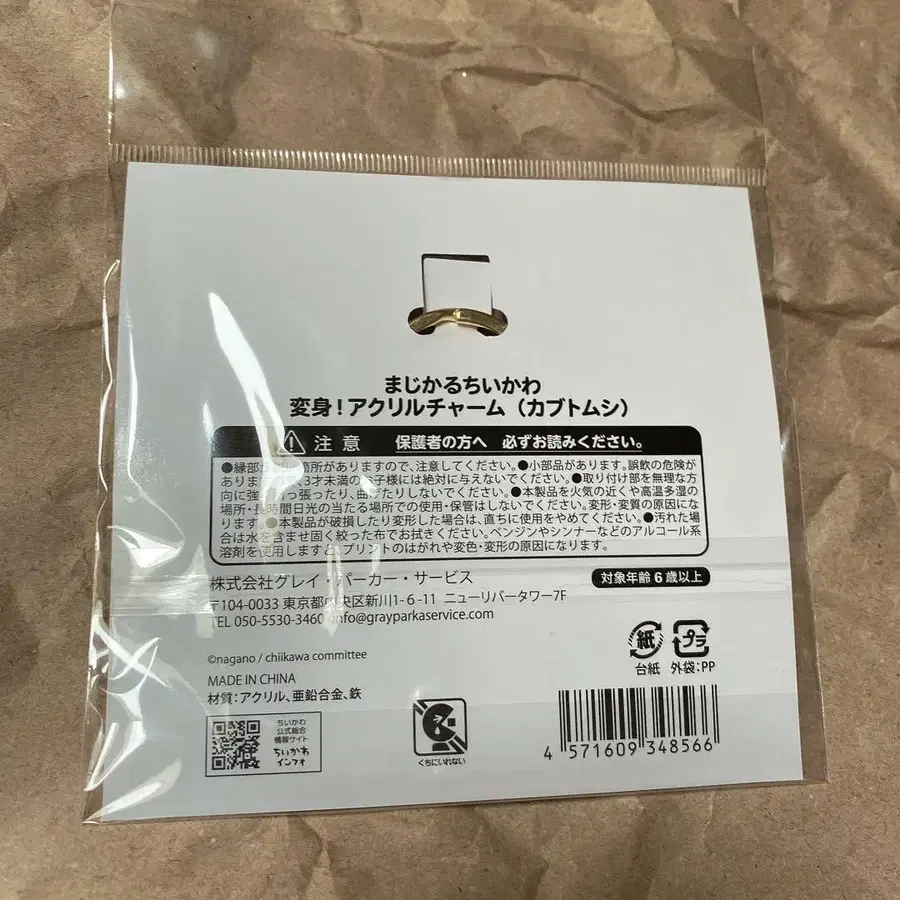 まじかるちいかわ
変身！アクリルチャーム（カブトムシ）
注意 保護者の方へ 必ずお読みください。
●縁部が 箇所がありますので、注意してください。●小部品があります。誤飲の危険が
ありますの 3才未満の 子様には絶対に与えないでください。●取り付け部を無理な方
向に強 引っ張ったり、曲げたりしないでください。●本製品を火気の近くや高温多湿の
場所・長時間日光の当たる場所での使用・保管はしないでください。変形・変質の原因にな
ります。●本製品が破損したり変形した場合は、直ちに使用をやめてください。●汚れた場
合は水を含ませ固く絞った布でお拭きください。ベンジンやシンナーなどのアルコール系
溶剤を使用しますと、プリントのはがれや変色・変形の原因になります。
株式会社グレイ・パーカー・サービス
対象年齢6歳以上
〒104-0033 東京都中央区新川1-6-11 ニューリバータワー7F
TEL 050-5530-3460 info@grayparkaservice.com
紙 プラ
台紙 外袋:PP
©nagano / chiikawa committee
MADE IN CHINA
材質:アクリル、亜鉛合金、鉄
ちいかわ
公式総合
情報サイト
ちいかわ
インフォ
くちにいれない
4 571609 348566